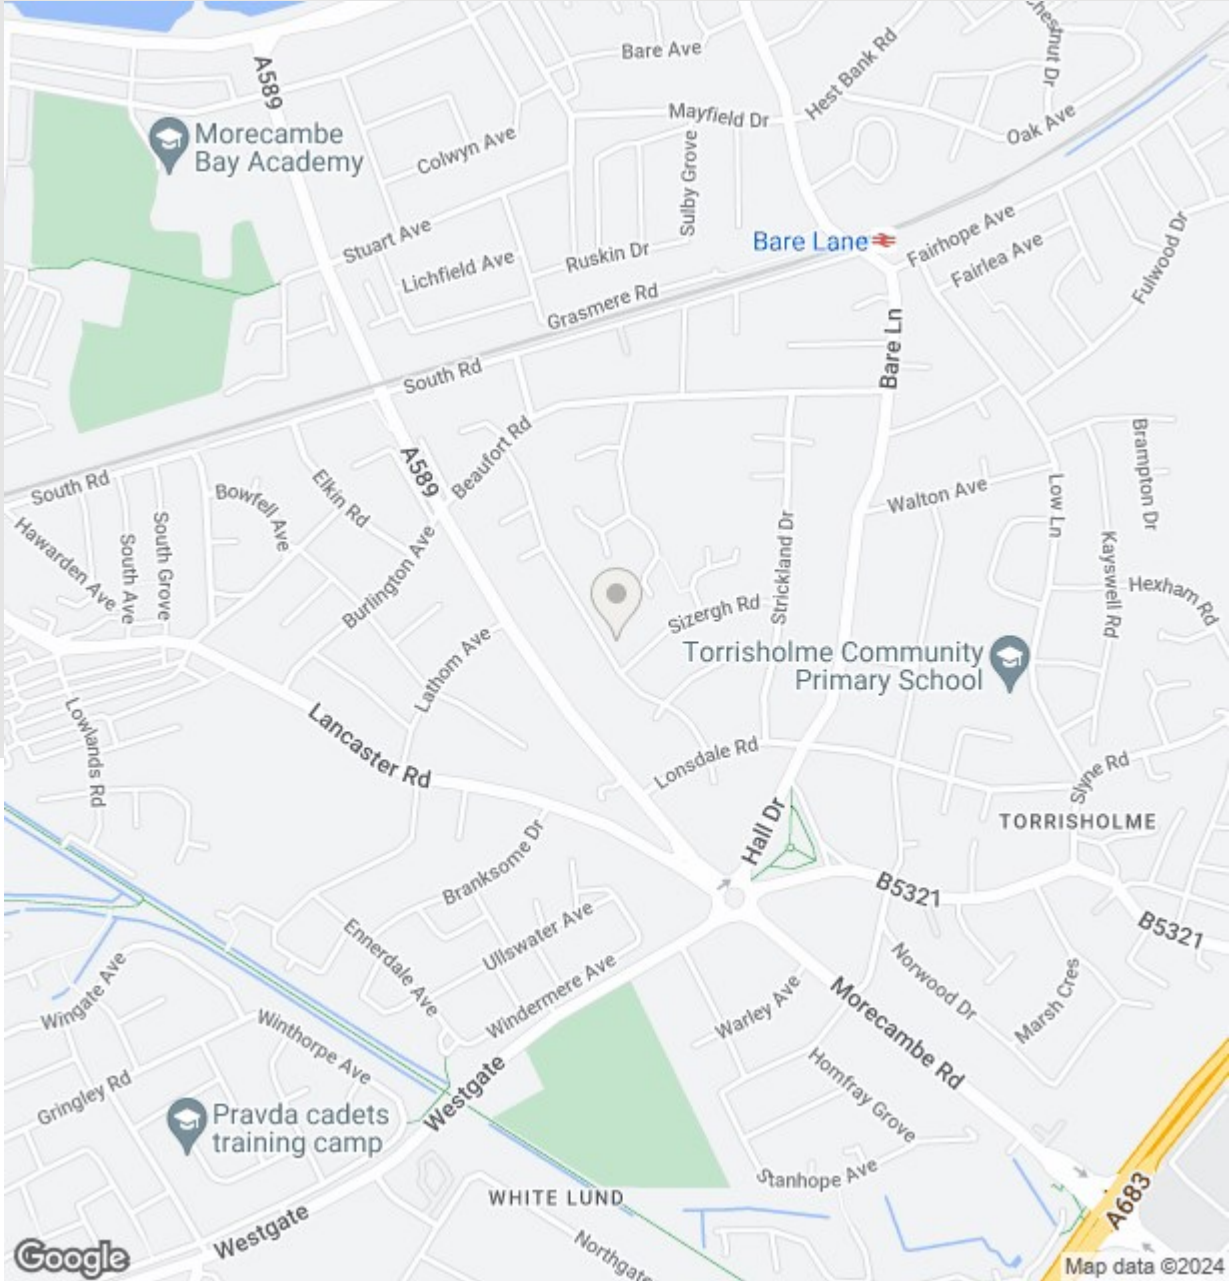 Chestnut Dr
Bare Ave
Hest Bank Rd
A589
Mayfield Dr
Oak Ave
Morecambe
Bay Academy
Colwyn Ave
Sulby Grove
Stuart Ave
Ruskin Dr
Bare Lane
Fairhope Ave
Fulwood Dr
Lichfield Ave
Fairlea Ave
Grasmere Rd
Bare Ln
South Rd
A589
Beaufort Rd
Brampton Dr
South Rd
Bowfell Ave
Elkin Rd
Walton Ave
Low Ln
Hawarden Ave
South Ave
South Grove
Burlington Ave
Strickland Dr
Kayswell Rd
Hexham Rd
Sizergh Rd
Lathom Ave
Torrisholme Community
Primary School
Lowlands Rd
Lancaster Rd
Lonsdale Rd
Slyne Rd
Hall Dr
TORRISHOLME
Branksome Dr
B5321
B5321
Ennerdale Ave
Ullswater Ave
Norwood Dr
Marsh Cres
Wingate Ave
Windermere Ave
Warley Ave
Morecambe Rd
Winthorpe Ave
Gringley Rd
Westgate
Homfray Grove
Pravda cadets
training camp
Stanhope Ave
WHITE LUND
A683
Westgate
Northgate
Google
Map data ©2024